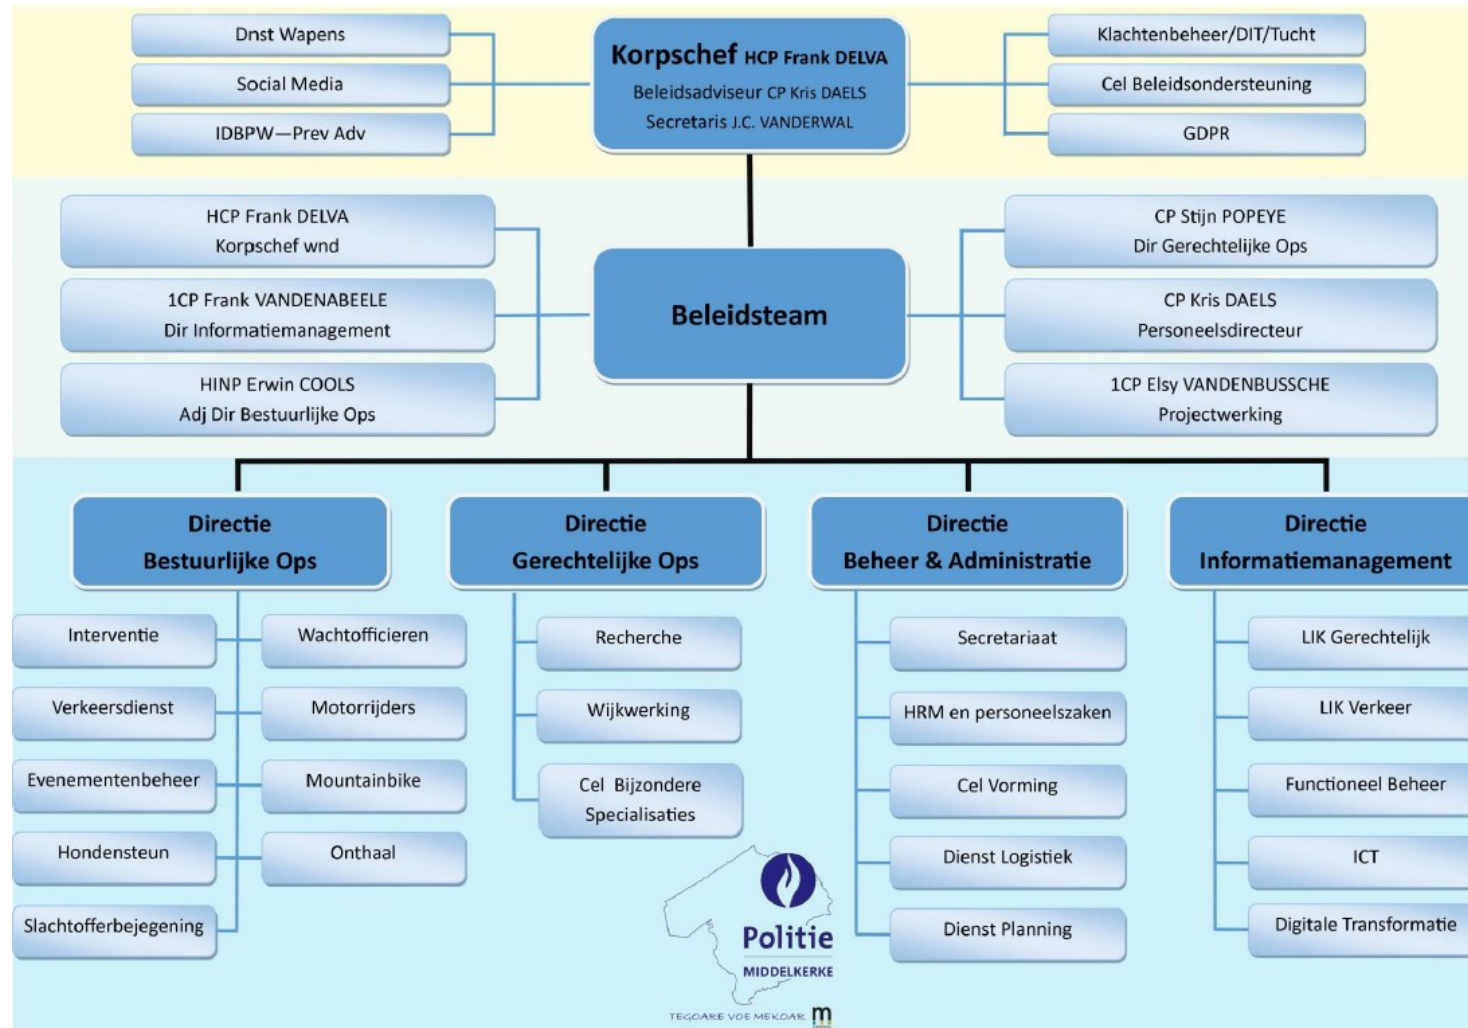 Dnst Wapens
Social Media
IDBPW—Prev Adv
Korpschef HCP Frank DELVA
Beleidsadviseur CP Kris DAELS
Secretaris J.C. VANDERWAL
Klachtenbeheer/DIT/Tucht
Cel Beleidsondersteuning
GDPR
HCP Frank DELVA
Korpschef wnd
1CP Frank VANDENABEELE
Dir Informatiemanagement
HINP Erwin COOLS
Adj Dir Bestuurlijke Ops
Beleidsteam
CP Stijn POPEYE
Dir Gerechtelijke Ops
CP Kris DAELS
Personeelsdirecteur
1CP Elsy VANDENBUSSCHE
Projectwerking
Directie
Bestuurlijke Ops
Interventie
Verkeersdienst
Evenementenbeheer
Hondensteun
Slachtofferbejegening
Wachtofficieren
Motorrijders
Mountainbike
Onthaal
Directie
Gerechtelijke Ops
Recherche
Wijkwerking
Cel Bijzondere
Specialisaties
Directie
Beheer & Administratie
Secretariaat
HRM en personeelszaken
Cel Vorming
Dienst Logistiek
Dienst Planning
Directie
Informatiemanagement
LIK Gerechtelijk
LIK Verkeer
Functioneel Beheer
ICT
Digitale Transformatie
Politie
MIDDELKERKE
TEGOARE VOE MEKOAR m